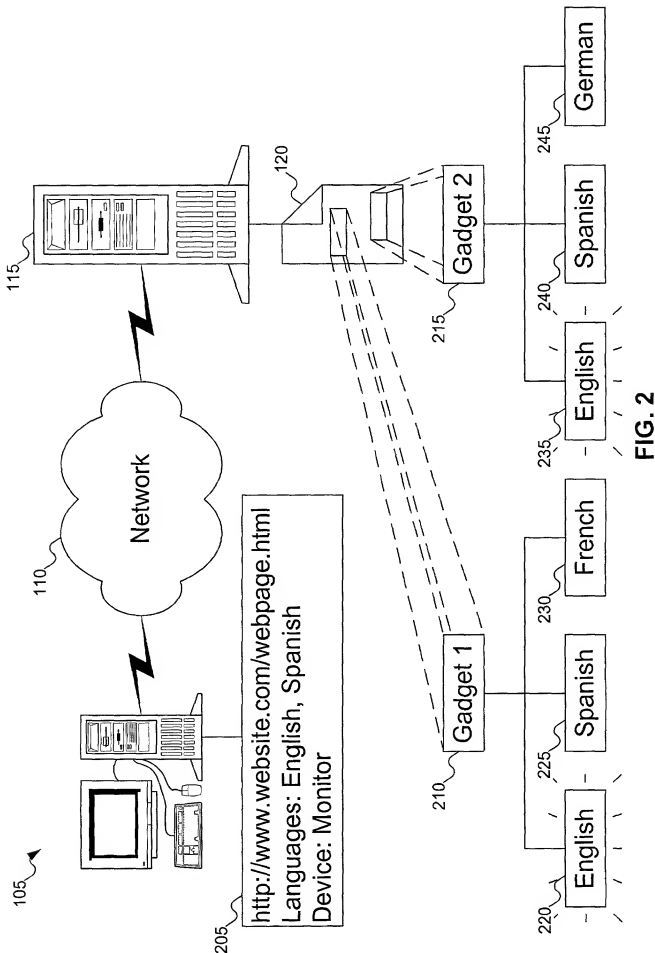 105
110
Network
115
120
205
http://www.website.com/webpage.html
Languages: English, Spanish
Device: Monitor
210
Gadget 1
215
Gadget 2
220
English
225
Spanish
230
French
235
English
240
Spanish
245
German
FIG. 2